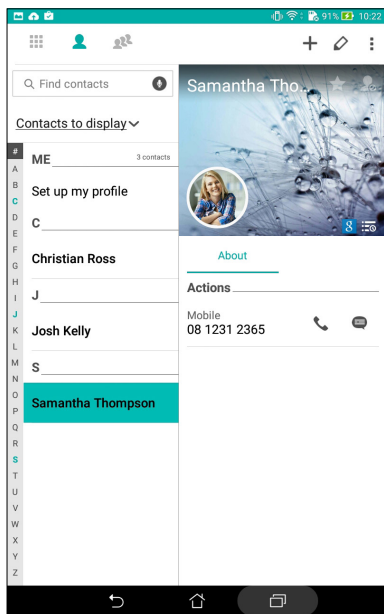 91% 10:22
Find contacts
Contacts to display
#
A
B
C
D
E
F
G
H
I
J
K
L
M
N
O
P
Q
R
S
T
U
V
W
X
Y
Z
ME 3 contacts
Set up my profile
C
Christian Ross
J
Josh Kelly
S
Samantha Thompson
Samantha Tho...
8
About
Actions
Mobile
08 1231 2365